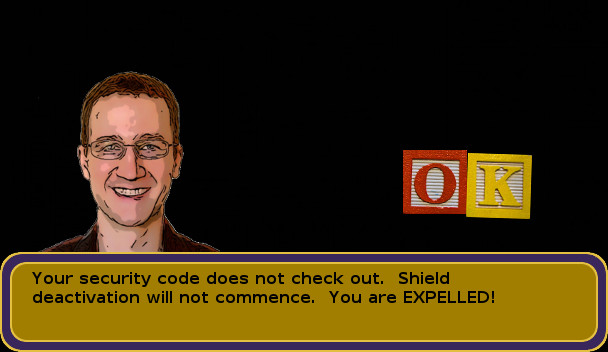 OK
Your security code does not check out.  Shield
deactivation will not commence.  You are EXPELLED!